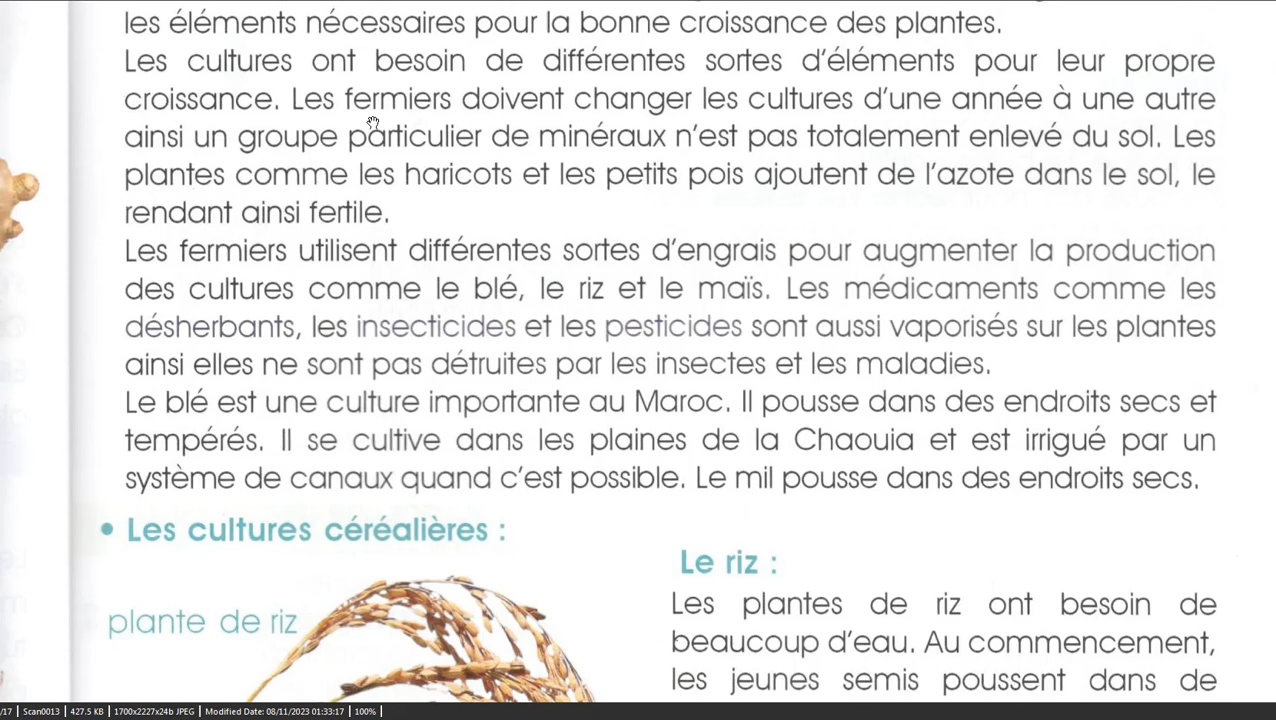 les éléments nécessaires pour la bonne croissance des plantes.
Les cultures ont besoin de différentes sortes d'éléments pour leur propre
croissance. Les fermiers doivent changer les cultures d'une année à une autre
ainsi un groupe particulier de minéraux n'est pas totalement enlevé du sol. Les
plantes comme les haricots et les petits pois ajoutent de l'azote dans le sol, le
rendant ainsi fertile.
Les fermiers utilisent différentes sortes d'engrais pour augmenter la production
des cultures comme le blé, le riz et le maïs. Les médicaments comme les
désherbants, les insecticides et les pesticides sont aussi vaporisés sur les plantes
ainsi elles ne sont pas détruites par les insectes et les maladies.
Le blé est une culture importante au Maroc. Il pousse dans des endroits secs et
tempérés. Il se cultive dans les plaines de la Chaouia et est irrigué par un
système de canaux quand c'est possible. Le mil pousse dans des endroits secs.
• Les cultures céréalières :
plante de riz
Le riz :
Les plantes de riz ont besoin de
beaucoup d'eau. Au commencement,
les jeunes semis poussent dans de
/17 | Scan0013 | 427.5 KB | 1700x2227x24b JPEG | Modified Date: 08/11/2023 01:33:17 | 100% |